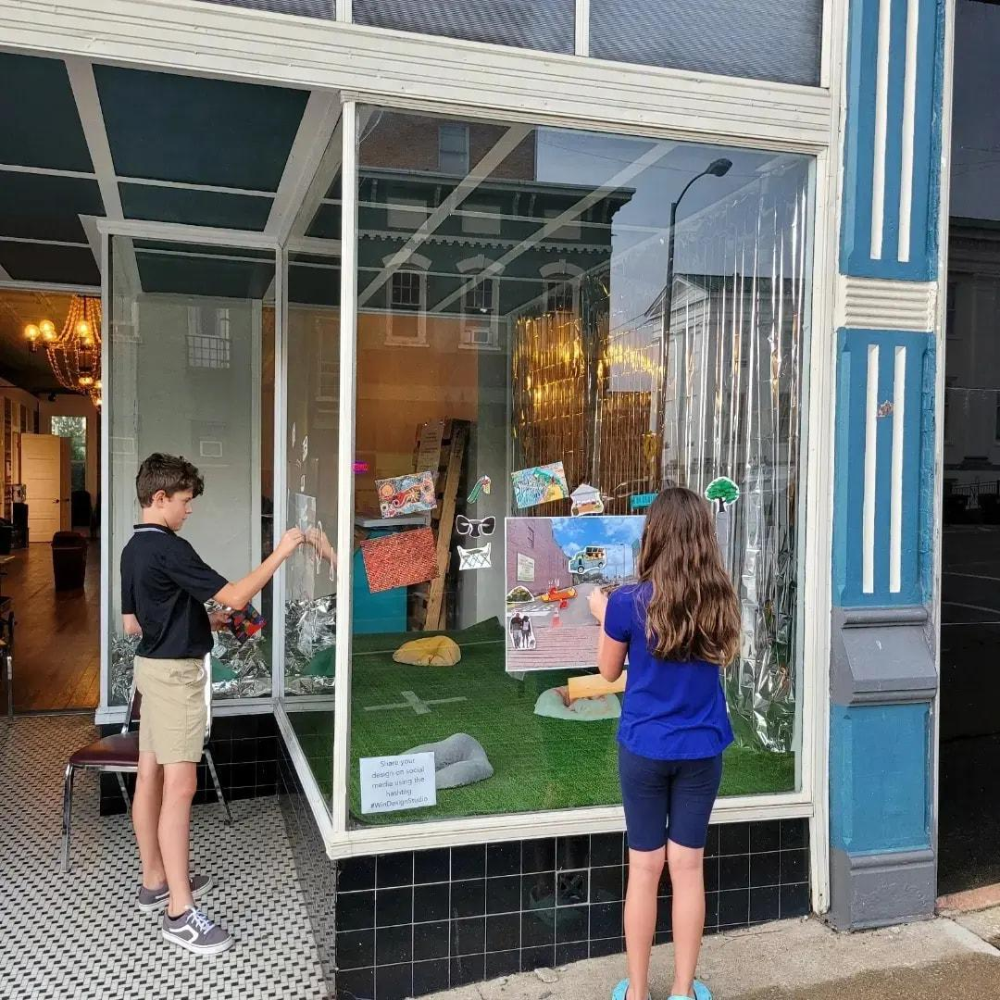 Share your
design on social
media using the
hashtag
#WinDesignStudio